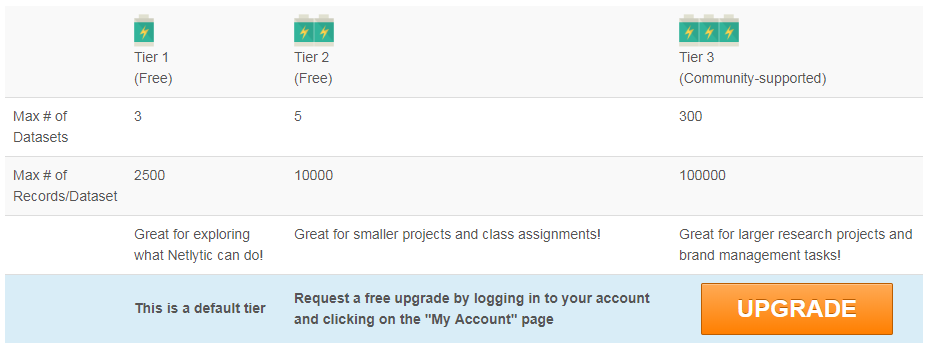 Tier 1
(Free)
Tier 2
(Free)
Tier 3
(Community-supported)
Max # of
Datasets
3
5
300
Max # of
Records/Dataset
2500
10000
100000
Great for exploring
what Netlytic can do!
Great for smaller projects and class assignments!
Great for larger research projects and
brand management tasks!
This is a default tier
Request a free upgrade by logging in to your account
and clicking on the "My Account" page
UPGRADE